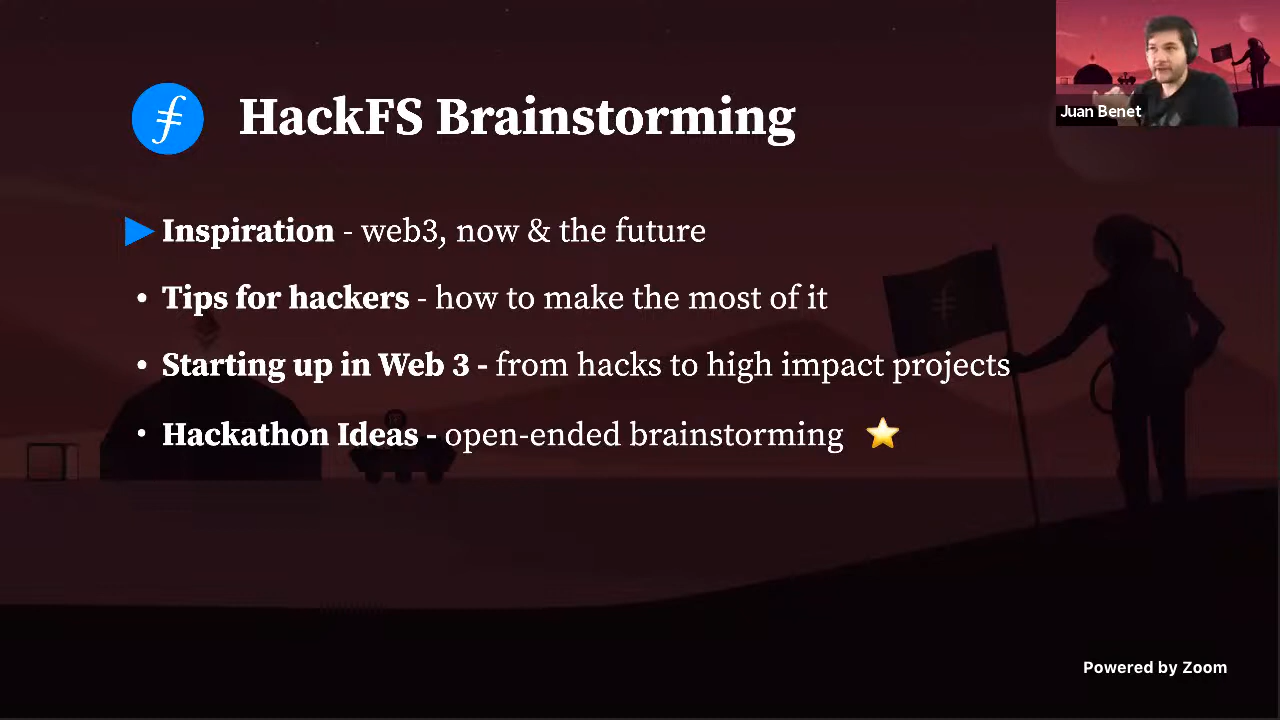 HackFS Brainstorming
Juan Benet
Inspiration - web3, now & the future
Tips for hackers - how to make the most of it
Starting up in Web 3 - from hacks to high impact projects
Hackathon Ideas - open-ended brainstorming
Powered by Zoom